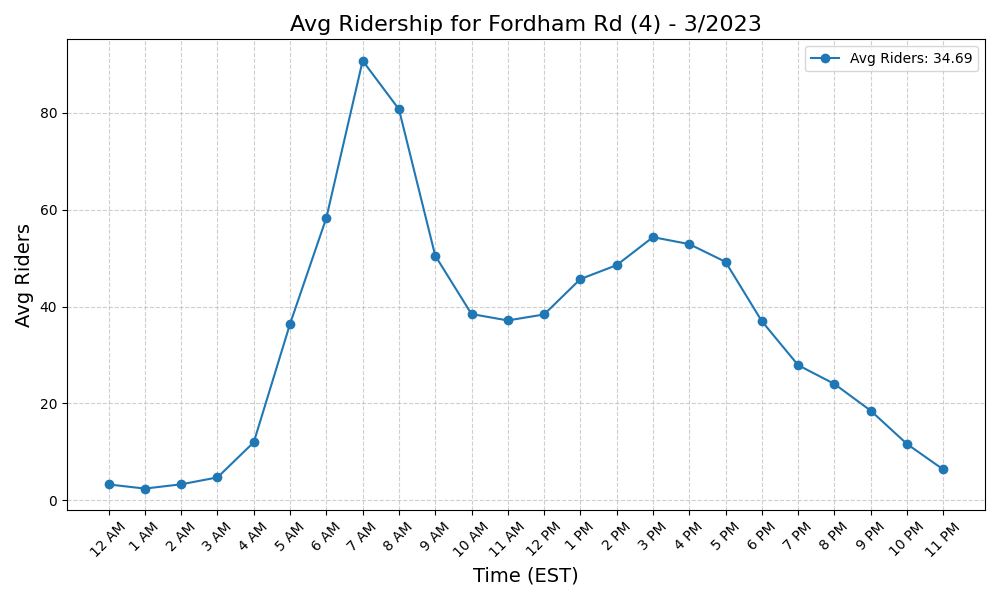 Avg Ridership for Fordham Rd (4) - 3/2023
Avg Riders: 34.69
Avg Riders
80
60
40
20
0
12 AM
1 AM
2 AM
3 AM
4 AM
5 AM
6 AM
7 AM
8 AM
9 AM
10 AM
11 AM
12 PM
1 PM
2 PM
3 PM
4 PM
5 PM
6 PM
7 PM
8 PM
9 PM
10 PM
11 PM
Time (EST)